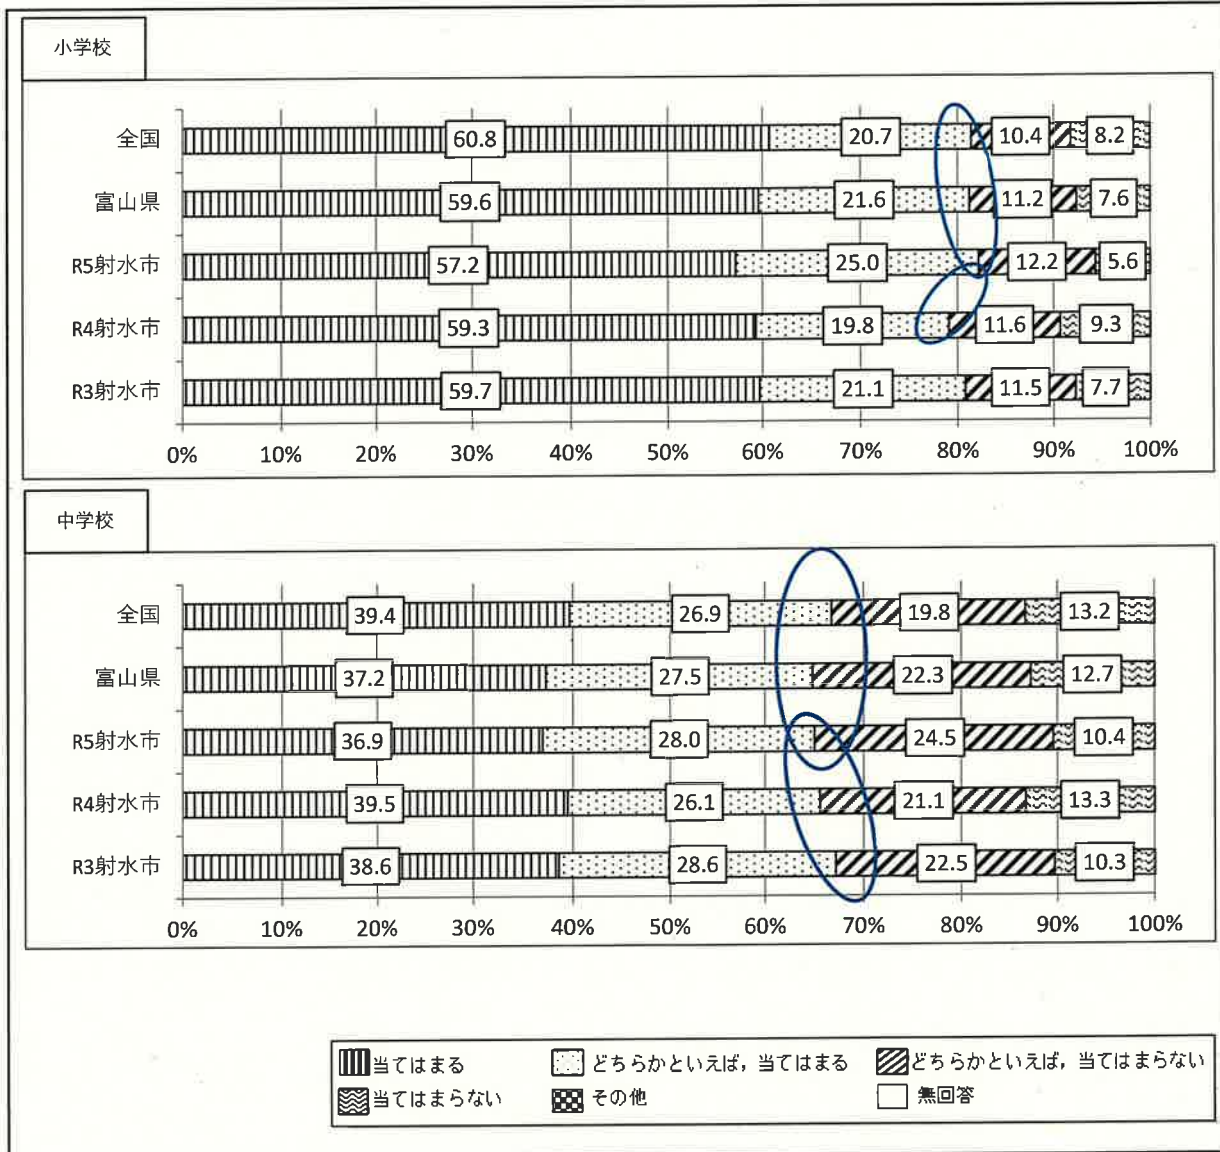 小学校
全国 60.8 20.7 10.4 8.2
富山県 59.6 21.6 11.2 7.6
R5射水市 57.2 25.0 12.2 5.6
R4射水市 59.3 19.8 11.6 9.3
R3射水市 59.7 21.1 11.5 7.7
0% 10% 20% 30% 40% 50% 60% 70% 80% 90% 100%
中学校
全国 39.4 26.9 19.8 13.2
富山県 37.2 27.5 22.3 12.7
R5射水市 36.9 28.0 24.5 10.4
R4射水市 39.5 26.1 21.1 13.3
R3射水市 38.6 28.6 22.5 10.3
0% 10% 20% 30% 40% 50% 60% 70% 80% 90% 100%
当てはまる どちらかといえば，当てはまる どちらかといえば，当てはまらない
当てはまらない その他 無回答